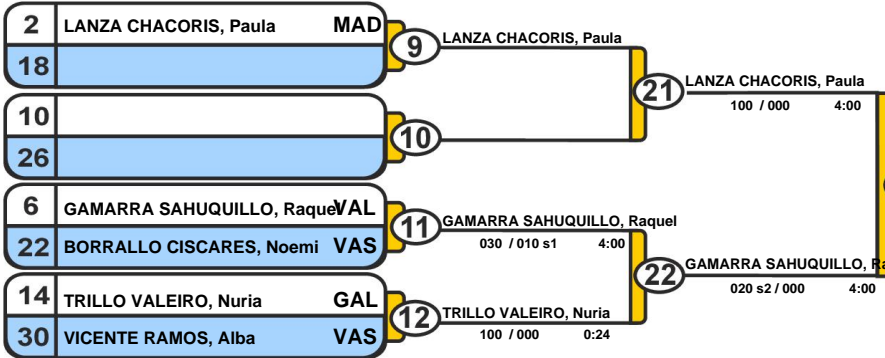 2 LANZA CHACORIS, Paula MAD
18
9
LANZA CHACORIS, Paula
10
26
10
21
LANZA CHACORIS, Paula
100 / 000 4:00
6 GAMARRA SAHUQUILLO, Raquel VAL
22 BORRALLO CISCARES, Noemi VAS
11
GAMARRA SAHUQUILLO, Raquel
030 / 010 s1 4:00
14 TRILLO VALEIRO, Nuria GAL
30 VICENTE RAMOS, Alba VAS
12
TRILLO VALEIRO, Nuria
100 / 000 0:24
22
GAMARRA SAHUQUILLO, Ra
020 s2 / 000 4:00